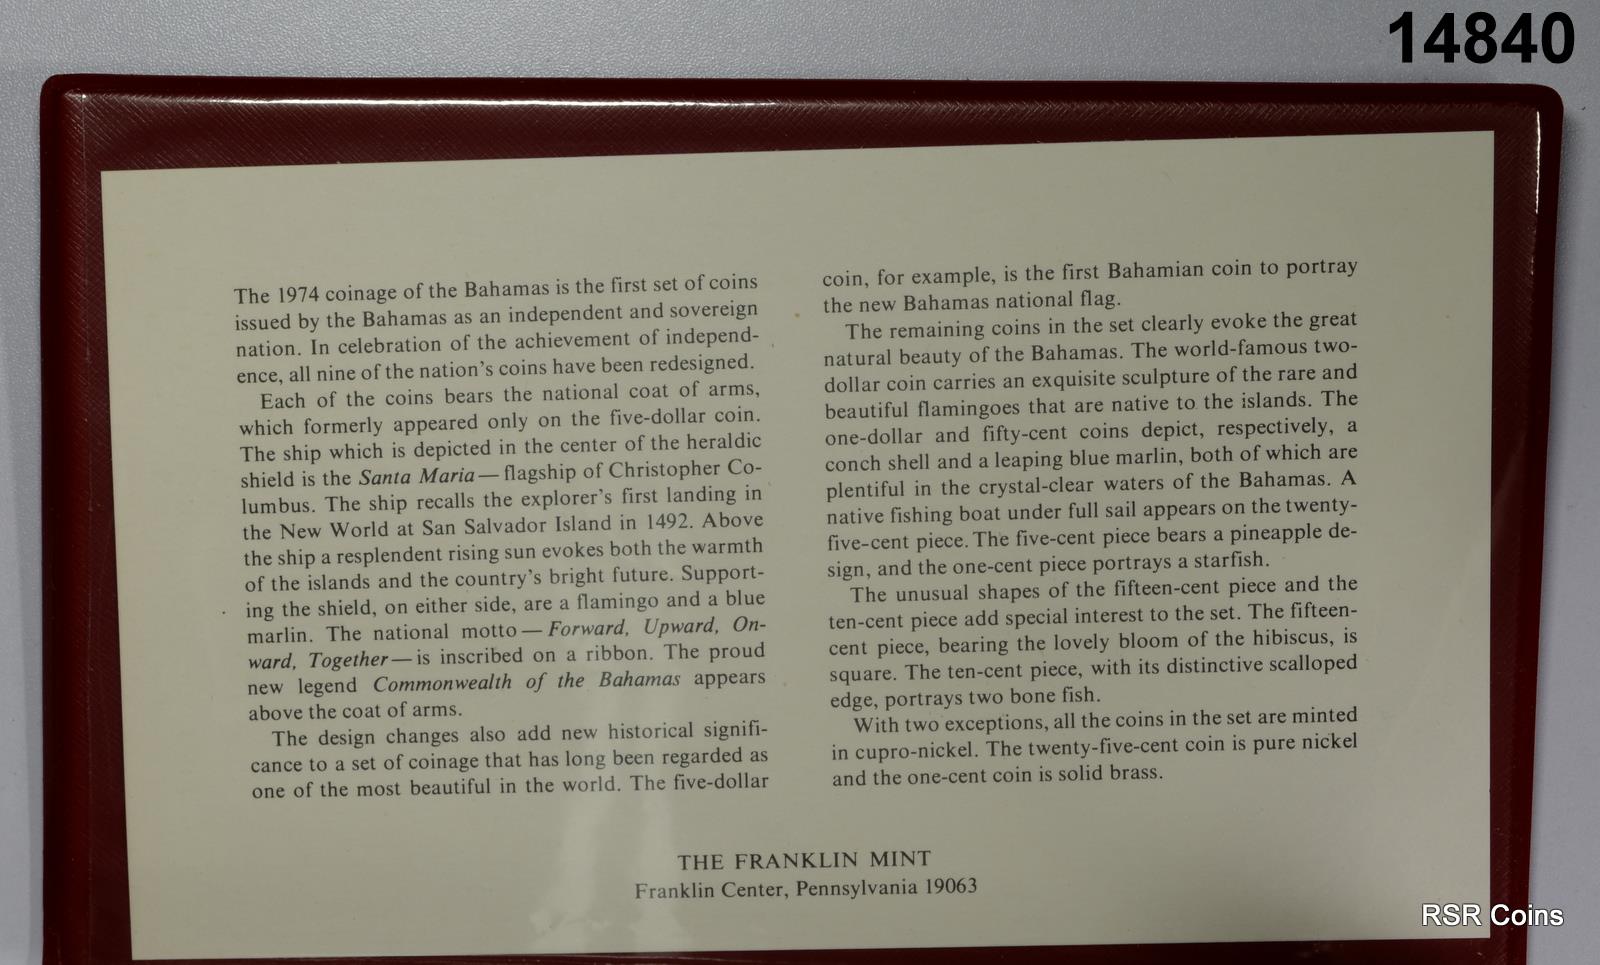 14840
The 1974 coinage of the Bahamas is the first set of coins
issued by the Bahamas as an independent and sovereign
nation. In celebration of the achievement of independ-
ence, all nine of the nation's coins have been redesigned.
Each of the coins bears the national coat of arms,
which formerly appeared only on the five-dollar coin.
The ship which is depicted in the center of the heraldic
shield is the Santa Maria—flagship of Christopher Co-
lumbus. The ship recalls the explorer's first landing in
the New World at San Salvador Island in 1492. Above
the ship a resplendent rising sun evokes both the warmth
of the islands and the country's bright future. Support-
ing the shield, on either side, are a flamingo and a blue
marlin. The national motto—Forward, Upward, On-
ward, Together—is inscribed on a ribbon. The proud
new legend Commonwealth of the Bahamas appears
above the coat of arms.
The design changes also add new historical signifi-
cance to a set of coinage that has long been regarded as
one of the most beautiful in the world. The five-dollar
coin, for example, is the first Bahamian coin to portray
the new Bahamas national flag.
The remaining coins in the set clearly evoke the great
natural beauty of the Bahamas. The world-famous two-
dollar coin carries an exquisite sculpture of the rare and
beautiful flamingoes that are native to the islands. The
one-dollar and fifty-cent coins depict, respectively, a
conch shell and a leaping blue marlin, both of which are
plentiful in the crystal-clear waters of the Bahamas. A
native fishing boat under full sail appears on the twenty-
five-cent piece. The five-cent piece bears a pineapple de-
sign, and the one-cent piece portrays a starfish.
The unusual shapes of the fifteen-cent piece and the
ten-cent piece add special interest to the set. The fifteen-
cent piece, bearing the lovely bloom of the hibiscus, is
square. The ten-cent piece, with its distinctive scalloped
edge, portrays two bone fish.
With two exceptions, all the coins in the set are minted
in cupro-nickel. The twenty-five-cent coin is pure nickel
and the one-cent coin is solid brass.
THE FRANKLIN MINT
Franklin Center, Pennsylvania 19063
RSR Coins